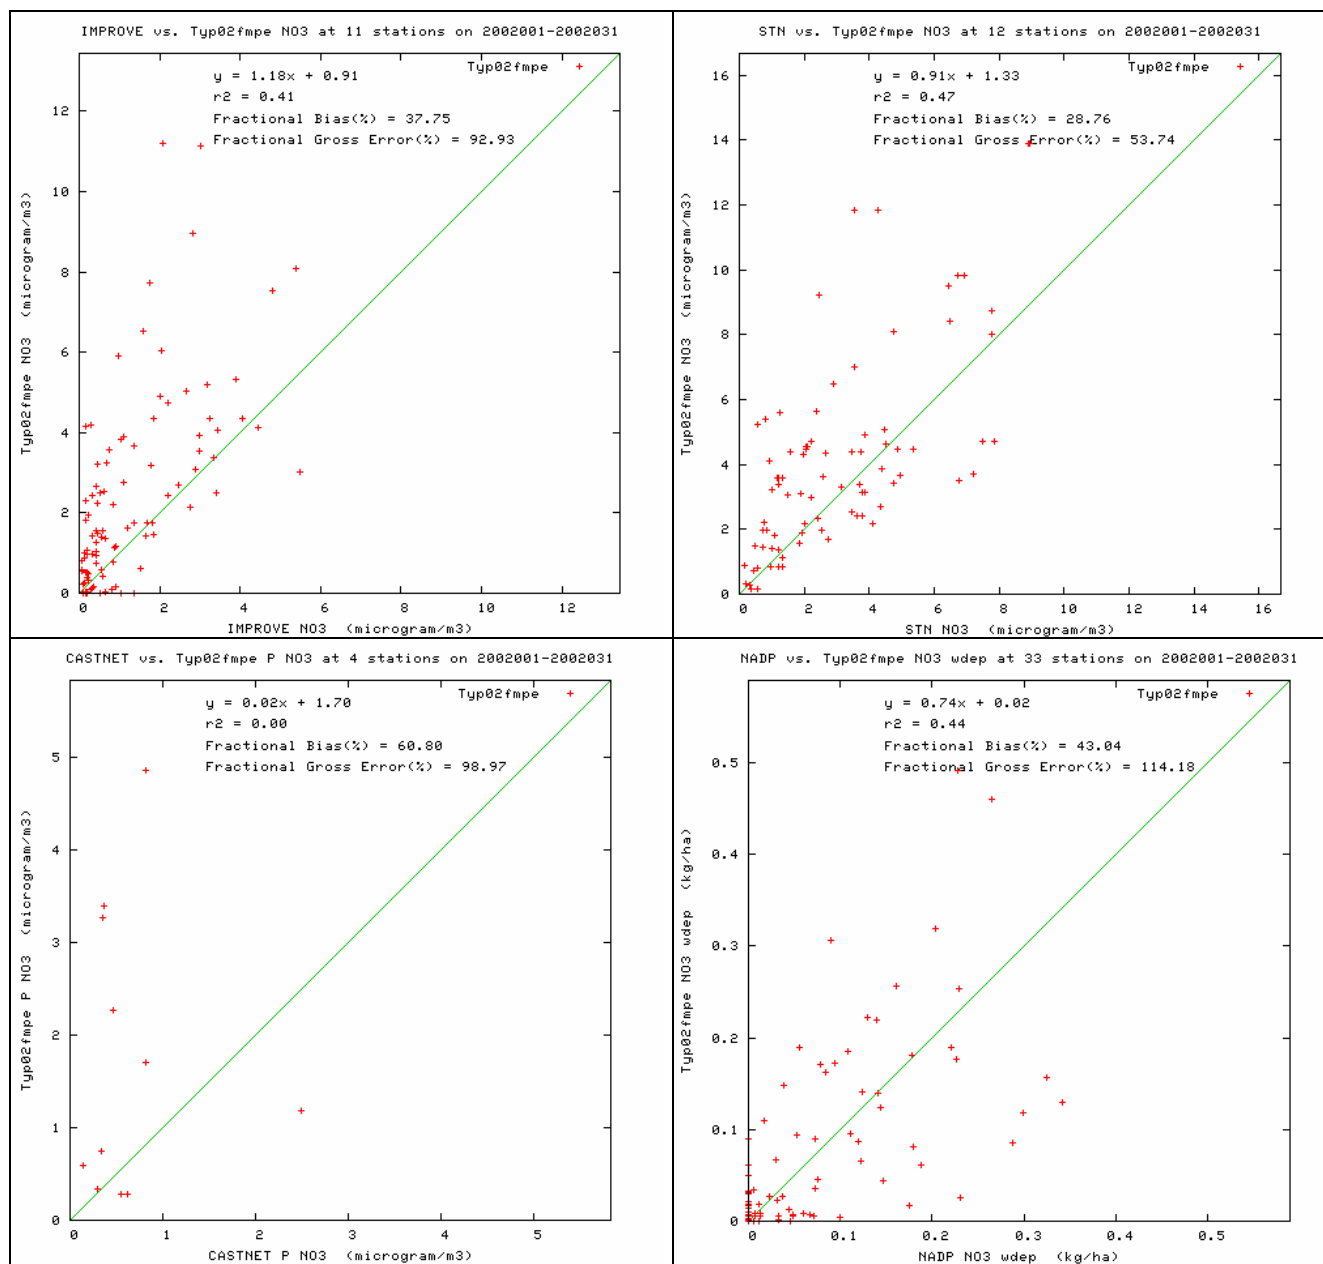 IMPROVE vs. Typ02fmpe NO3 at 11 stations on 2002001-2002031
Typ02fmpe
y = 1.18x + 0.91
r2 = 0.41
Fractional Bias(%) = 37.75
Fractional Gross Error(%) = 92.93
Typ02fmpe NO3 (microgram/m3)
12
10
8
6
4
2
0
0 2 4 6 8 10 12
IMPROVE NO3 (microgram/m3)
STN vs. Typ02fmpe NO3 at 12 stations on 2002001-2002031
Typ02fmpe
y = 0.91x + 1.33
r2 = 0.47
Fractional Bias(%) = 28.76
Fractional Gross Error(%) = 53.74
Typ02fmpe NO3 (microgram/m3)
16
14
12
10
8
6
4
2
0
0 2 4 6 8 10 12 14 16
STN NO3 (microgram/m3)
CASTNET vs. Typ02fmpe P NO3 at 4 stations on 2002001-2002031
Typ02fmpe
y = 0.02x + 1.70
r2 = 0.00
Fractional Bias(%) = 60.80
Fractional Gross Error(%) = 98.97
Typ02fmpe P NO3 (microgram/m3)
5
4
3
2
1
0
0 1 2 3 4 5
CASTNET P NO3 (microgram/m3)
NADP vs. Typ02fmpe NO3 wdep at 33 stations on 2002001-2002031
Typ02fmpe
y = 0.74x + 0.02
r2 = 0.44
Fractional Bias(%) = 43.04
Fractional Gross Error(%) = 114.18
Typ02fmpe NO3 wdep (kg/ha)
0.5
0.4
0.3
0.2
0.1
0
0 0.1 0.2 0.3 0.4 0.5
NADP NO3 wdep (kg/ha)